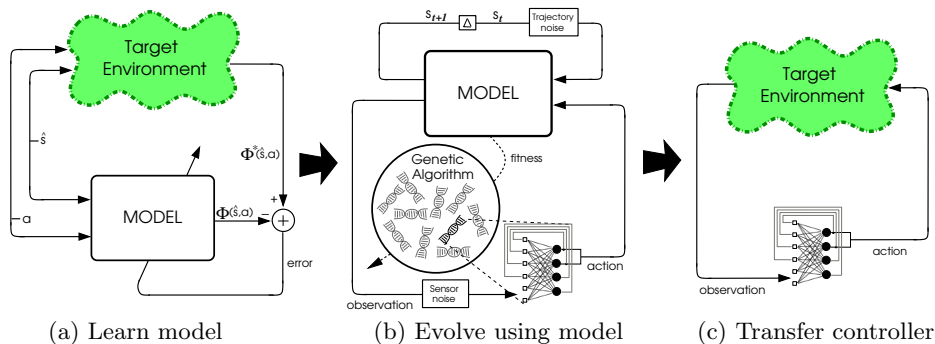 Target
Environment
ŝ
a
MODEL
Φ*(ŝ,a)
Φ(ŝ,a)
+
−
+
error
(a) Learn model
s_{t+1}
Δ
s_t
Trajectory
noise
MODEL
fitness
Genetic
Algorithm
action
observation
Sensor
noise
(b) Evolve using model
Target
Environment
action
observation
(c) Transfer controller